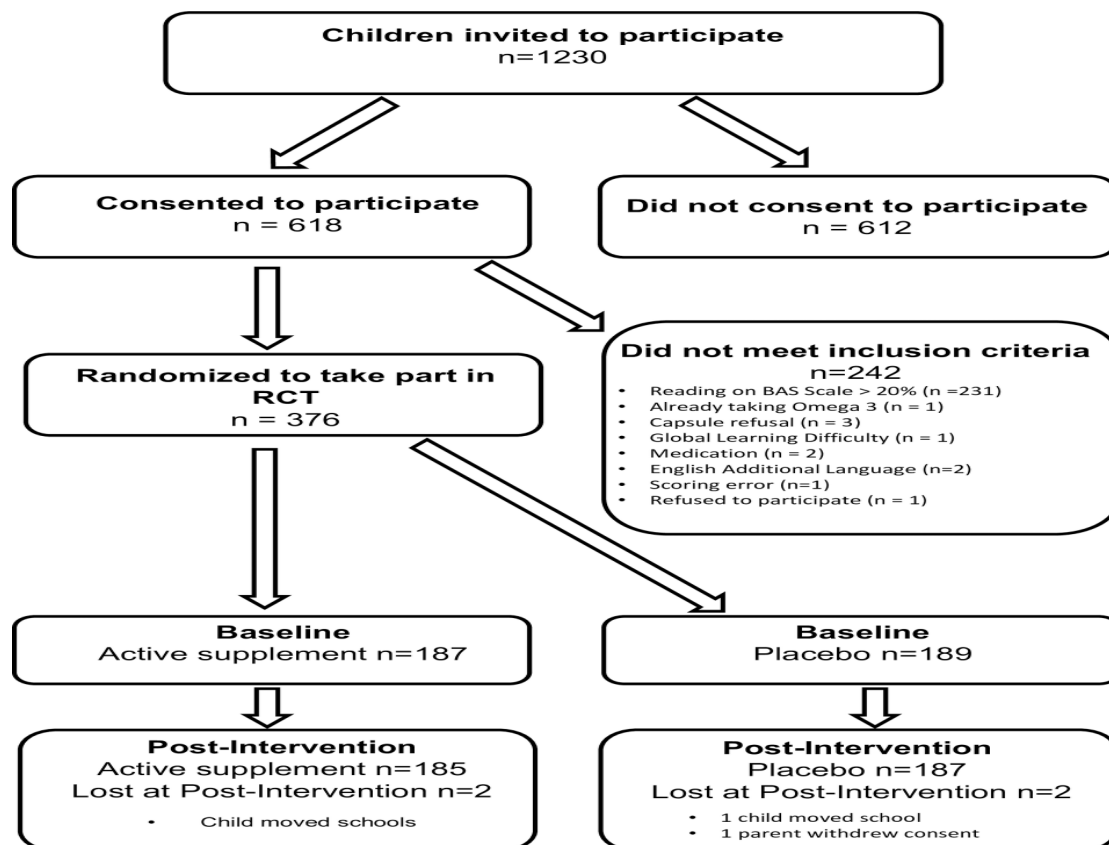 Children invited to participate
n=1230
Consented to participate
n = 618
Did not consent to participate
n = 612
Randomized to take part in
RCT
n = 376
Did not meet inclusion criteria
n=242
• Reading on BAS Scale > 20% (n =231)
• Already taking Omega 3 (n = 1)
• Capsule refusal (n = 3)
• Global Learning Difficulty (n = 1)
• Medication (n = 2)
• English Additional Language (n=2)
• Scoring error (n=1)
• Refused to participate (n = 1)
Baseline
Active supplement n=187
Baseline
Placebo n=189
Post-Intervention
Active supplement n=185
Lost at Post-Intervention n=2
• Child moved schools
Post-Intervention
Placebo n=187
Lost at Post-Intervention n=2
• 1 child moved school
• 1 parent withdrew consent